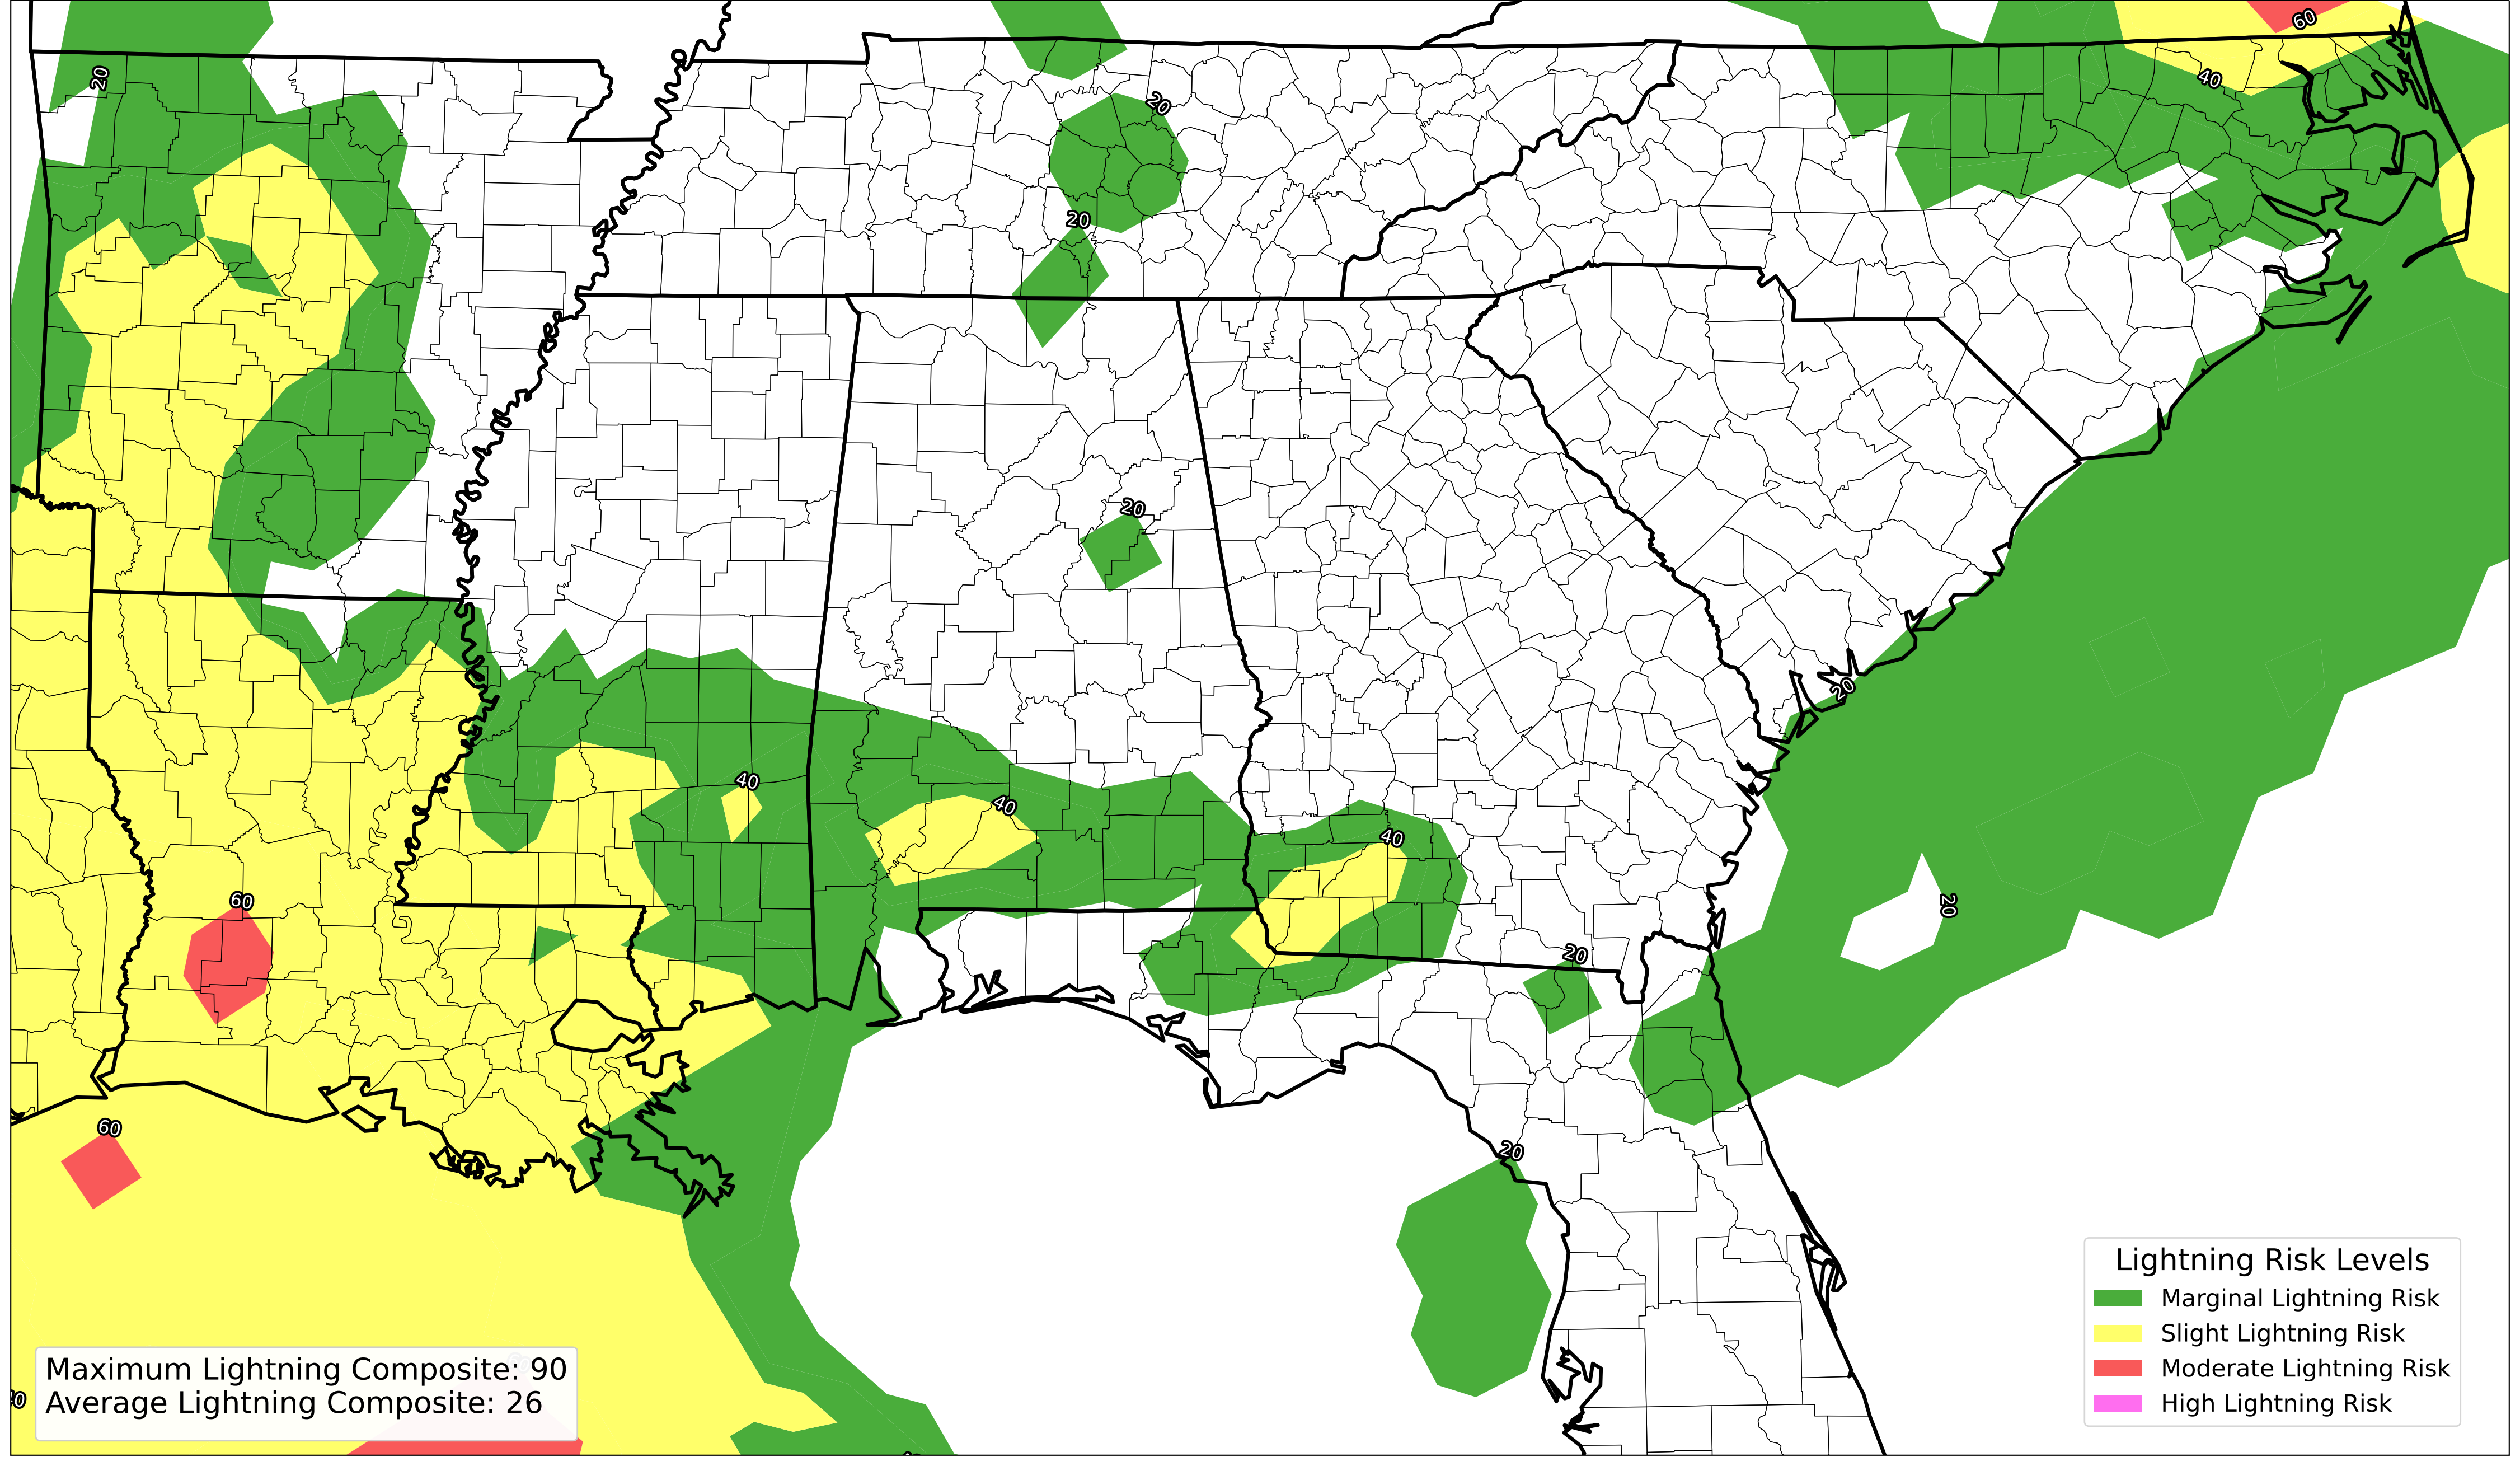 60
20
40
20
20
20
20
40
40
40
60
20
20
60
20
Lightning Risk Levels
Marginal Lightning Risk
Slight Lightning Risk
Moderate Lightning Risk
High Lightning Risk
Maximum Lightning Composite: 90
Average Lightning Composite: 26